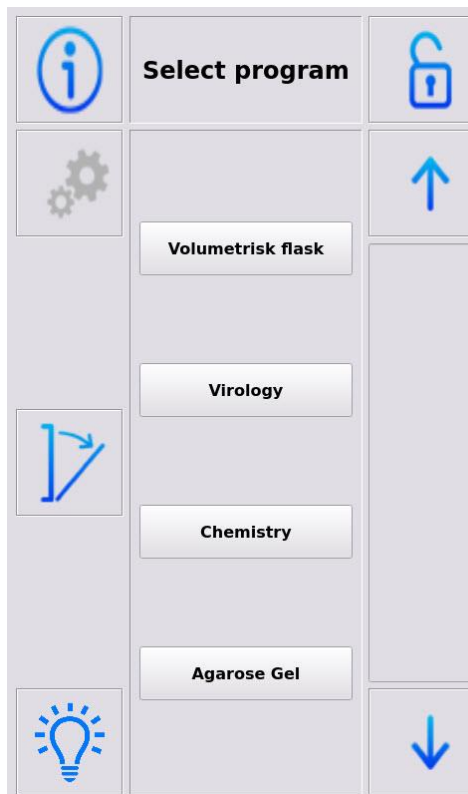 Select program
Volumetrisk flask
Virology
Chemistry
Agarose Gel